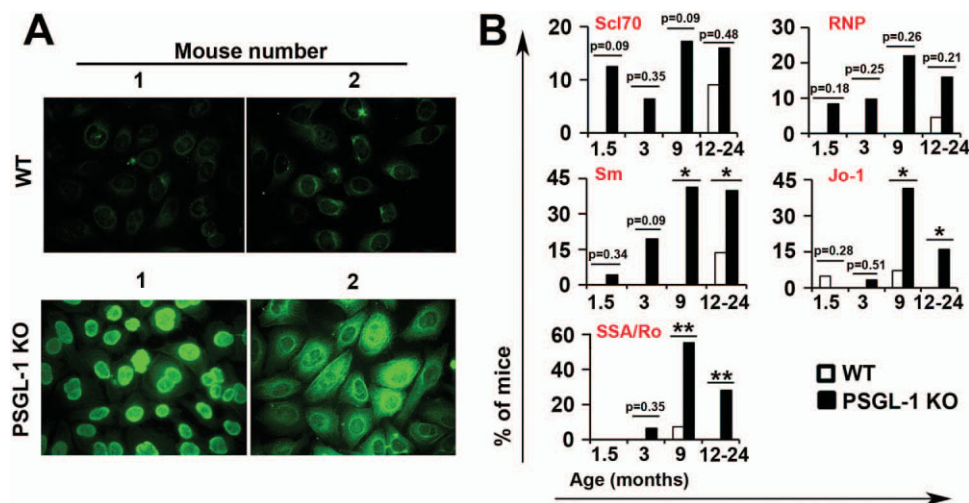 A
Mouse number
1 2
WT
1 2
PSGL-1 KO
B
% of mice
Scl70
20
15
10
5
0
p=0.09
p=0.35
p=0.09
p=0.48
1.5 3 9 12-24
RNP
30
20
10
0
p=0.18
p=0.25
p=0.26
p=0.21
1.5 3 9 12-24
Sm
45
30
15
0
p=0.34
p=0.09
*
*
1.5 3 9 12-24
Jo-1
45
30
15
0
p=0.28
p=0.51
*
*
1.5 3 9 12-24
SSA/Ro
60
40
20
0
p=0.35
**
**
1.5 3 9 12-24
WT
PSGL-1 KO
Age (months)